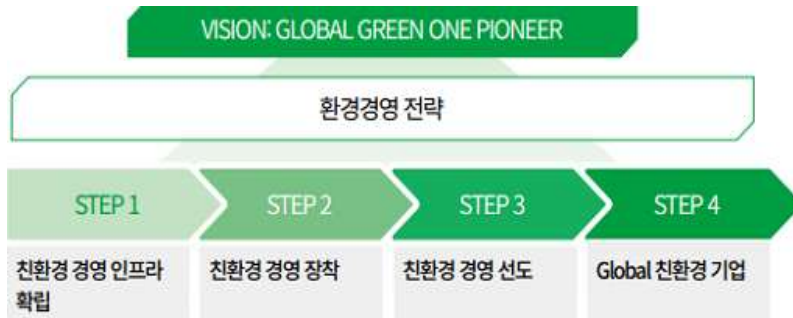 VISION: GLOBAL GREEN ONE PIONEER
환경경영 전략
STEP 1
STEP 2
STEP 3
STEP 4
친환경 경영 인프라
확립
친환경 경영 장착
친환경 경영 선도
Global 친환경 기업